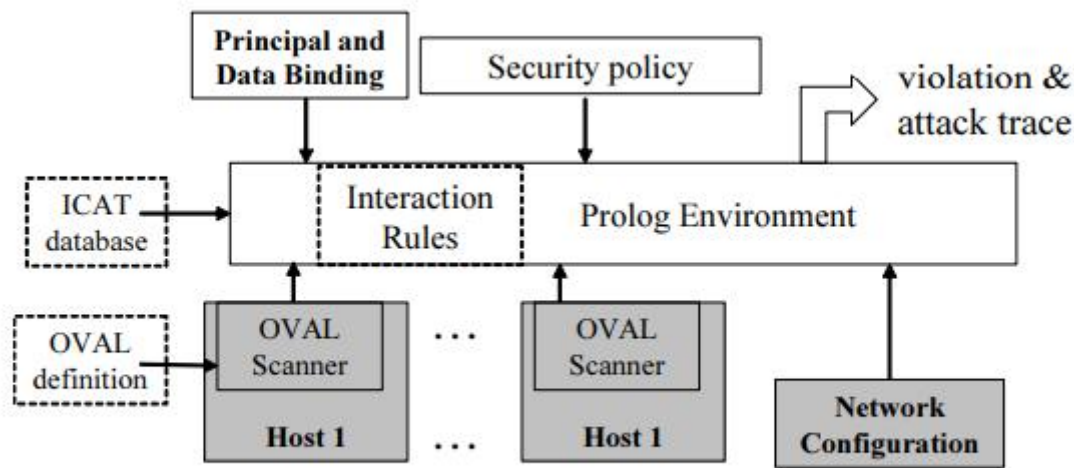 Principal and
Data Binding
Security policy
violation &
attack trace
ICAT
database
Interaction
Rules
Prolog Environment
OVAL
definition
OVAL
Scanner
...
OVAL
Scanner
Host 1
...
Host 1
Network
Configuration